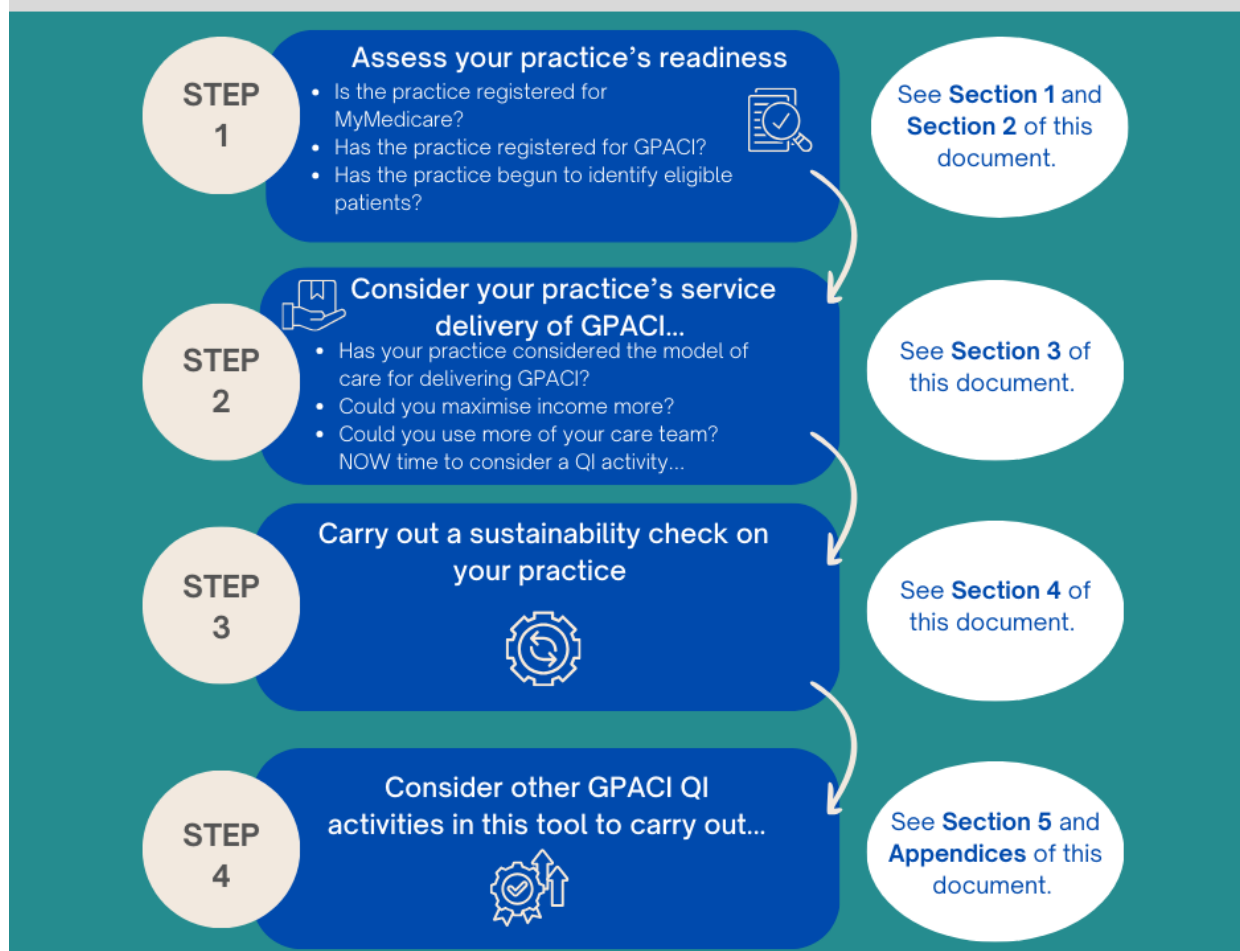 STEP
1
Assess your practice's readiness
• Is the practice registered for
MyMedicare?
• Has the practice registered for GPACI?
• Has the practice begun to identify eligible
patients?
See Section 1 and
Section 2 of this
document.
STEP
2
Consider your practice's service
delivery of GPACI...
• Has your practice considered the model of
care for delivering GPACI?
• Could you maximise income more?
• Could you use more of your care team?
NOW time to consider a QI activity...
See Section 3 of
this document.
STEP
3
Carry out a sustainability check on
your practice
See Section 4 of
this document.
STEP
4
Consider other GPACI QI
activities in this tool to carry out...
See Section 5 and
Appendices of this
document.